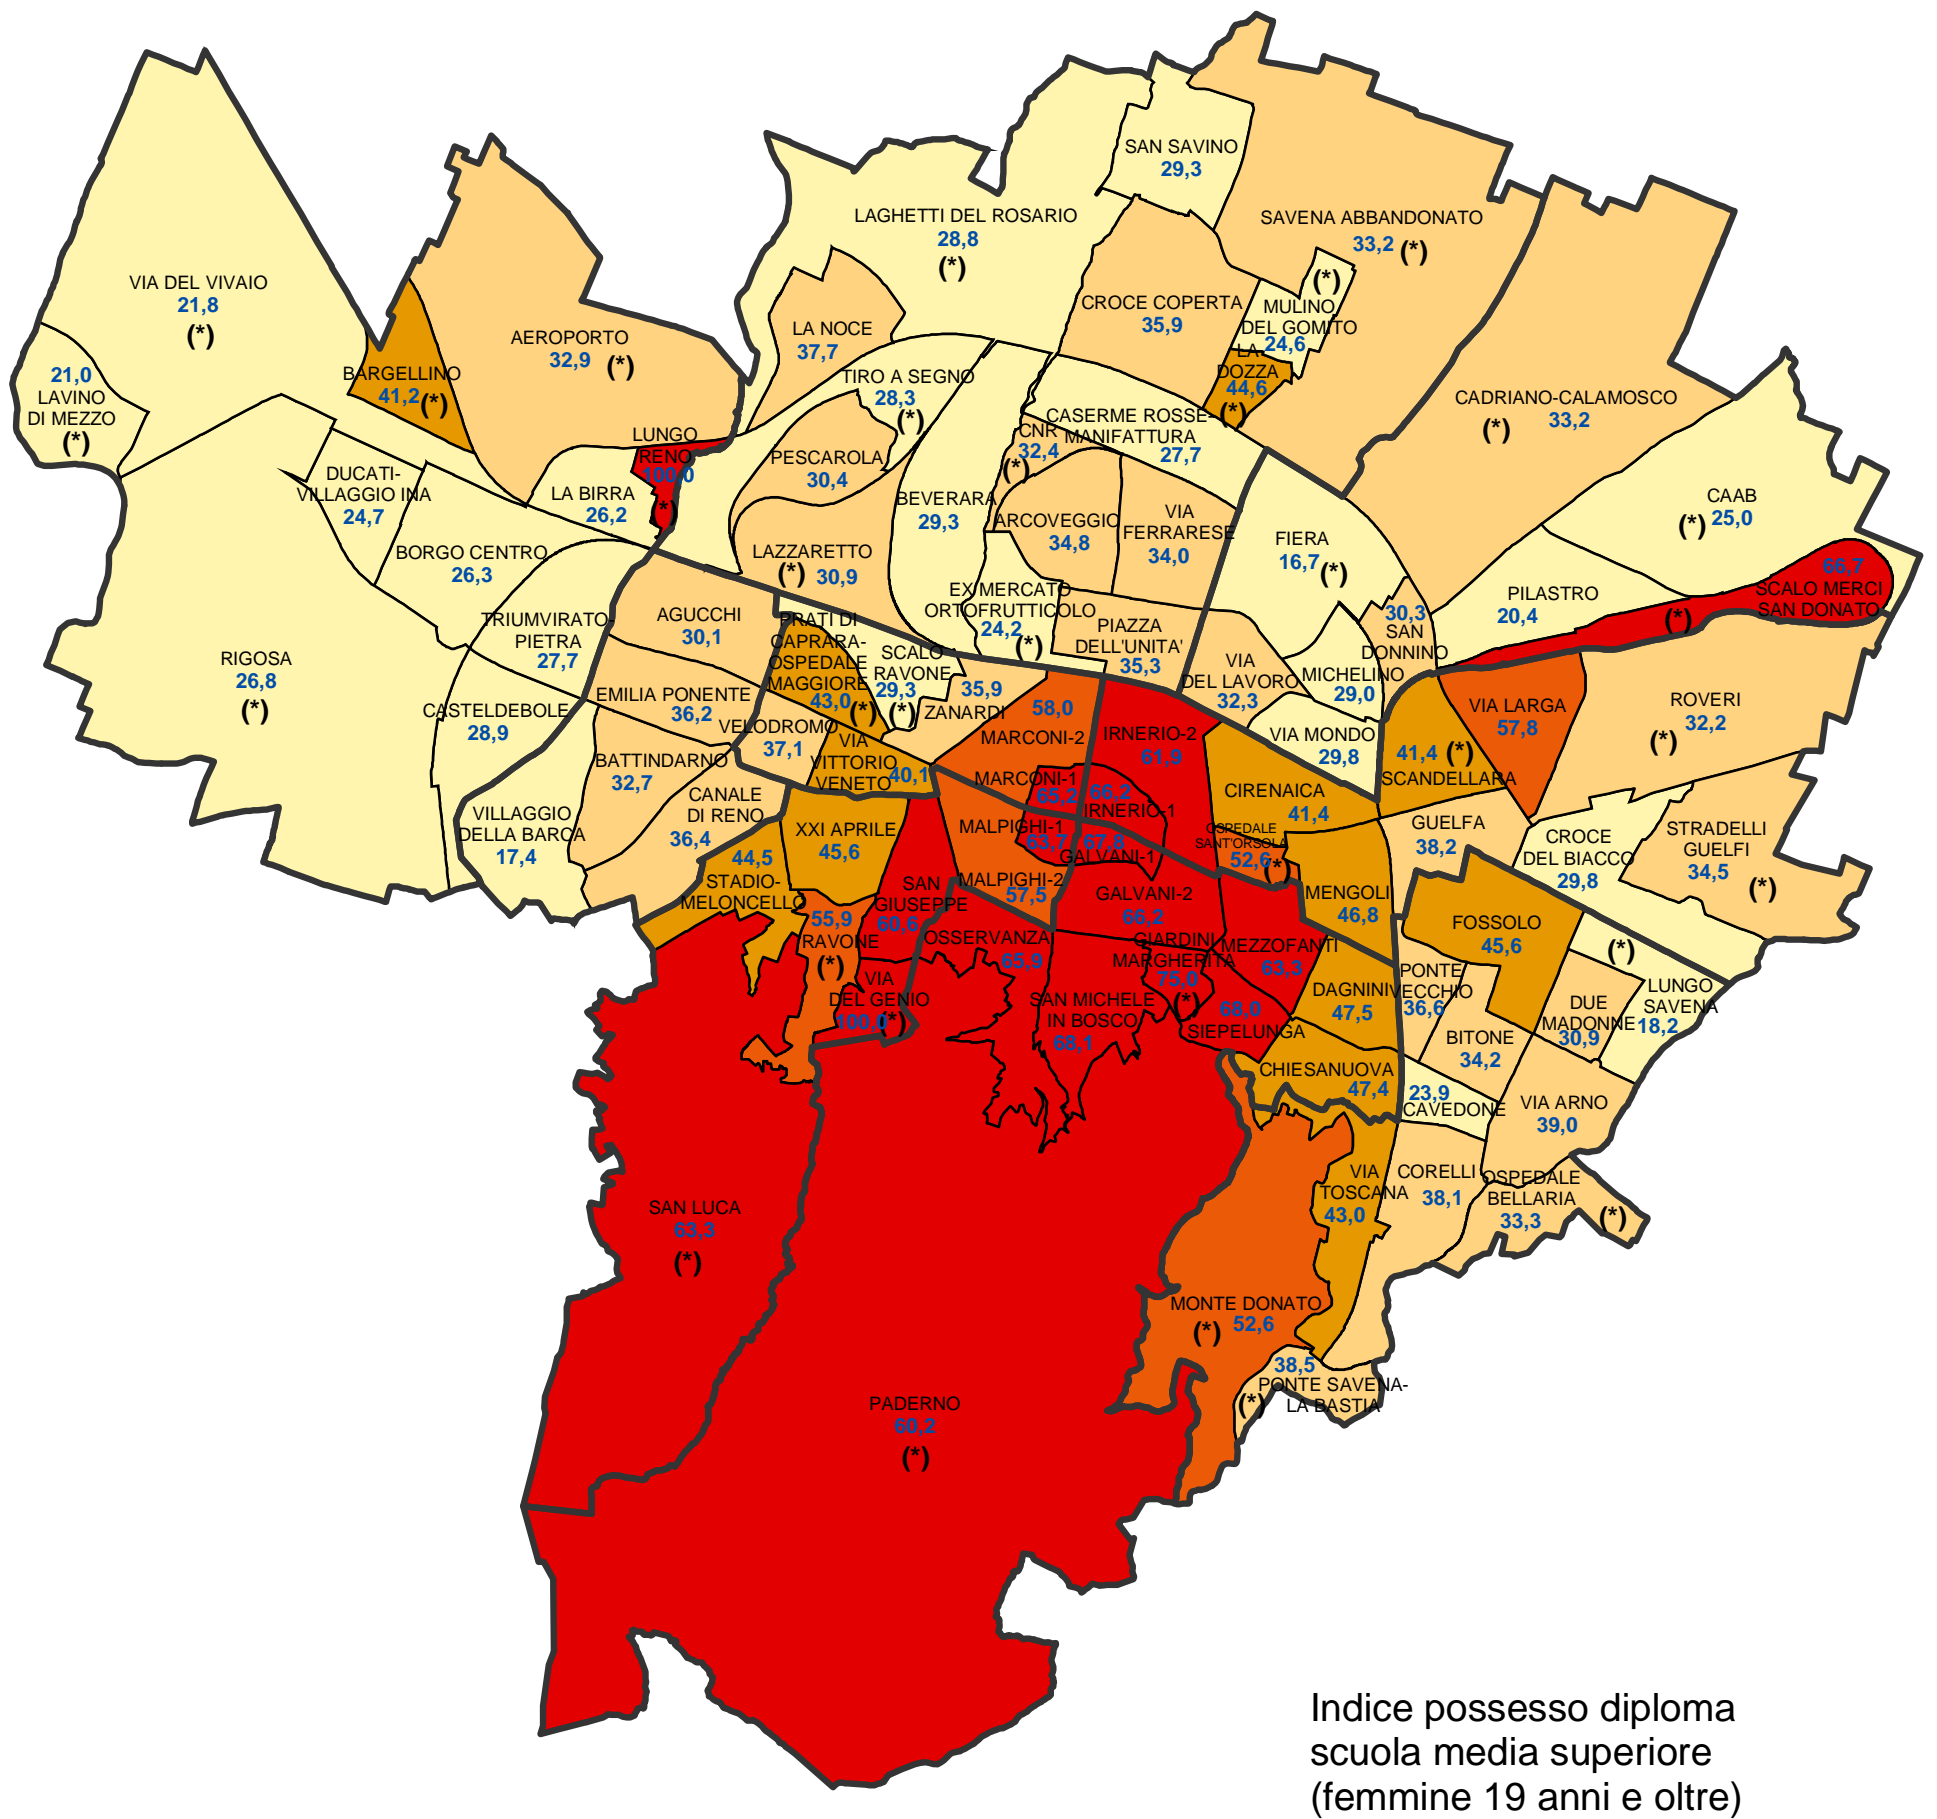 SAN SAVINO
29,3
LAGHETTI DEL ROSARIO
28,8
(*)
SAVENA ABBANDONATO
33,2 (*)
VIA DEL VIVAIO
21,8
(*)
AEROPORTO
32,9 (*)
BARGELLINO
41,2 (*)
21,0
LAVINO
DI MEZZO
(*)
LA NOCE
37,7
CROCE COPERTA
35,9
(*)
MULINO
DEL GOMITO
24,6
LA
DOZZA
44,6
(*)
TIRO A SEGNO
28,3
(*)
CADRIANO-CALAMOSCO
(*) 33,2
CASERME ROSSE-
MANIFATTURA
27,7
CNR
32,4
(*)
LUNGO
RENO
100,0
(*)
PESCAROLA
30,4
DUCATI-
VILLAGGIO INA
24,7
LA BIRRA
26,2
BEVERARA
29,3
ARCOVEGGIO
34,8
VIA
FERRARESE
34,0
CAAB
(*) 25,0
FIERA
16,7 (*)
BORGO CENTRO
26,3
LAZZARETTO
(*) 30,9
66,7
SCALO MERCI
SAN DONATO
(*)
PILASTRO
20,4
EX MERCATO
ORTOFRUTTICOLO
24,2
(*)
TRIUMVIRATO-
PIETRA
27,7
AGUCCHI
30,1
PRATI DI
CAPRARA-
OSPEDALE
MAGGIORE
43,0
(*)
SCALO
RAVONE
29,3
(*)
PIAZZA
DELL'UNITA'
35,3
30,3
SAN
DONNINO
VIA
DEL LAVORO
32,3
MICHELINO
29,0
RIGOSA
26,8
(*)
EMILIA PONENTE
36,2
35,9
ZANARDI
58,0
MARCONI-2
IRNERIO-2
61,9
VIA LARGA
57,8
ROVERI
32,2
(*)
CASTELDEBOLE
28,9
VELODROMO
37,1
VIA
VITTORIO
VENETO
40,1
VIA MONDO
29,8
41,4 (*)
SCANDELLARA
BATTINDARNO
32,7
MARCONI-1
65,2
66,2
IRNERIO-1
CIRENAICA
41,4
CANALE
DI RENO
36,4
VILLAGGIO
DELLA BARCA
17,4
XXI APRILE
45,6
MALPIGHI-1
63,7
67,8
GALVANI-1
OSPEDALE
SANT'ORSOLA
52,6
(*)
GUELFA
38,2
CROCE
DEL BIACCO
29,8
STRADELLI
GUELFI
34,5
(*)
44,5
STADIO-
MELONCELLO
SAN
GIUSEPPE
60,6
MALPIGHI-2
57,5
GALVANI-2
66,2
MENGOLI
46,8
FOSSOLO
45,6
55,9
RAVONE
(*)
OSSERVANZA
65,9
GIARDINI
MARGHERITA
75,0
(*)
MEZZOFANTI
63,3
(*)
LUNGO
SAVENA
18,2
VIA
DEL GENIO
100,0
(*)
SAN MICHELE
IN BOSCO
68,1
68,0
SIEPELUNGA
DAGNINI
47,5
PONTE
VECCHIO
36,6
BITONE
34,2
DUE
MADONNE
30,9
CHIESANUOVA
47,4
23,9
CAVEDONE
VIA ARNO
39,0
SAN LUCA
63,3
(*)
VIA
TOSCANA
43,0
CORELLI
38,1
OSPEDALE
BELLARIA
33,3
(*)
MONTE DONATO
(*) 52,6
38,5
PONTE SAVENA-
LA BASTIA
(*)
PADERNO
60,2
(*)
Indice possesso diploma
scuola media superiore
(femmine 19 anni e oltre)